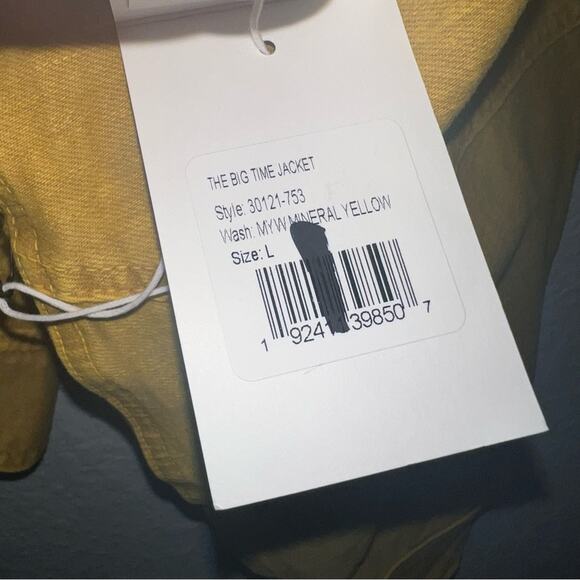 THE BIG TIME JACKET
Style: 30121-753
Wash: MYW MINERAL YELLOW
Size: L
1 9241 39850 7